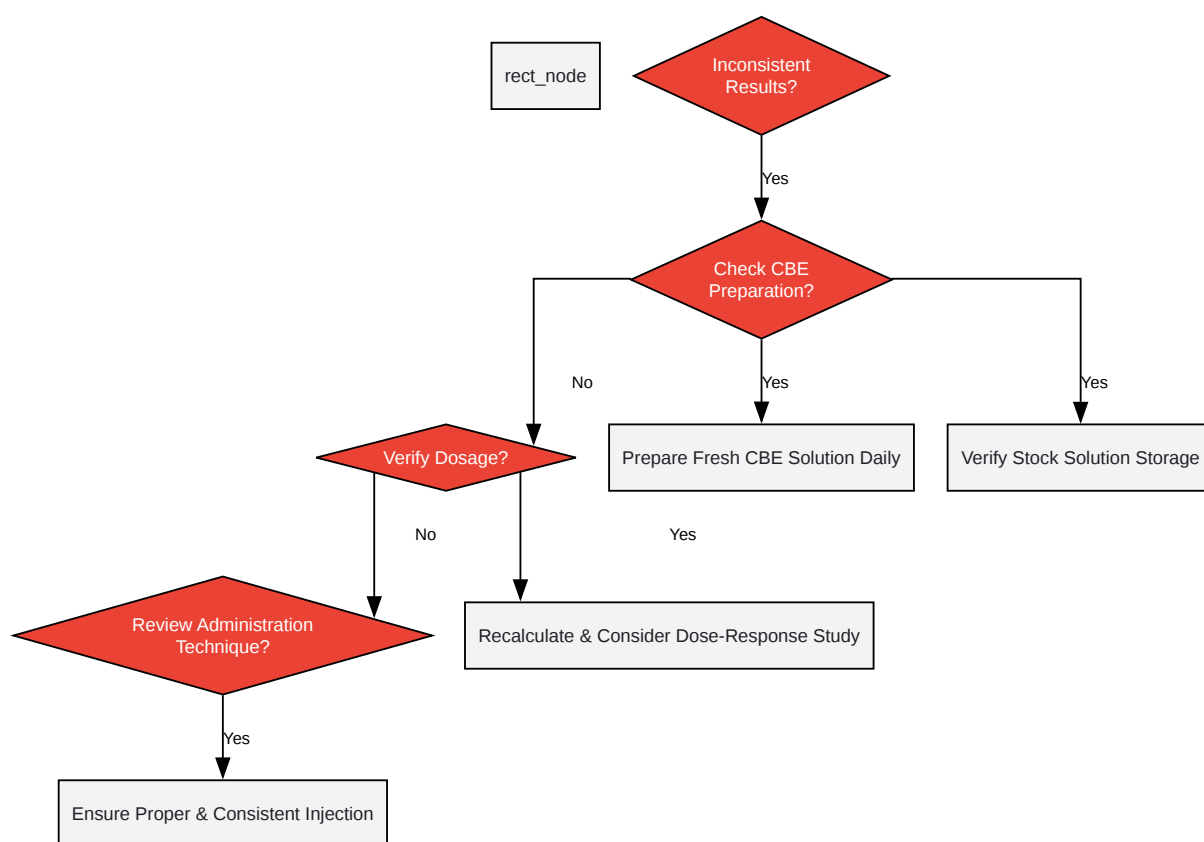 rect_node
Inconsistent
Results?
Yes
Check CBE
Preparation?
No
Yes
Yes
Verify Dosage?
Prepare Fresh CBE Solution Daily
Verify Stock Solution Storage
No
Yes
Review Administration
Technique?
Recalculate & Consider Dose-Response Study
Yes
Ensure Proper & Consistent Injection